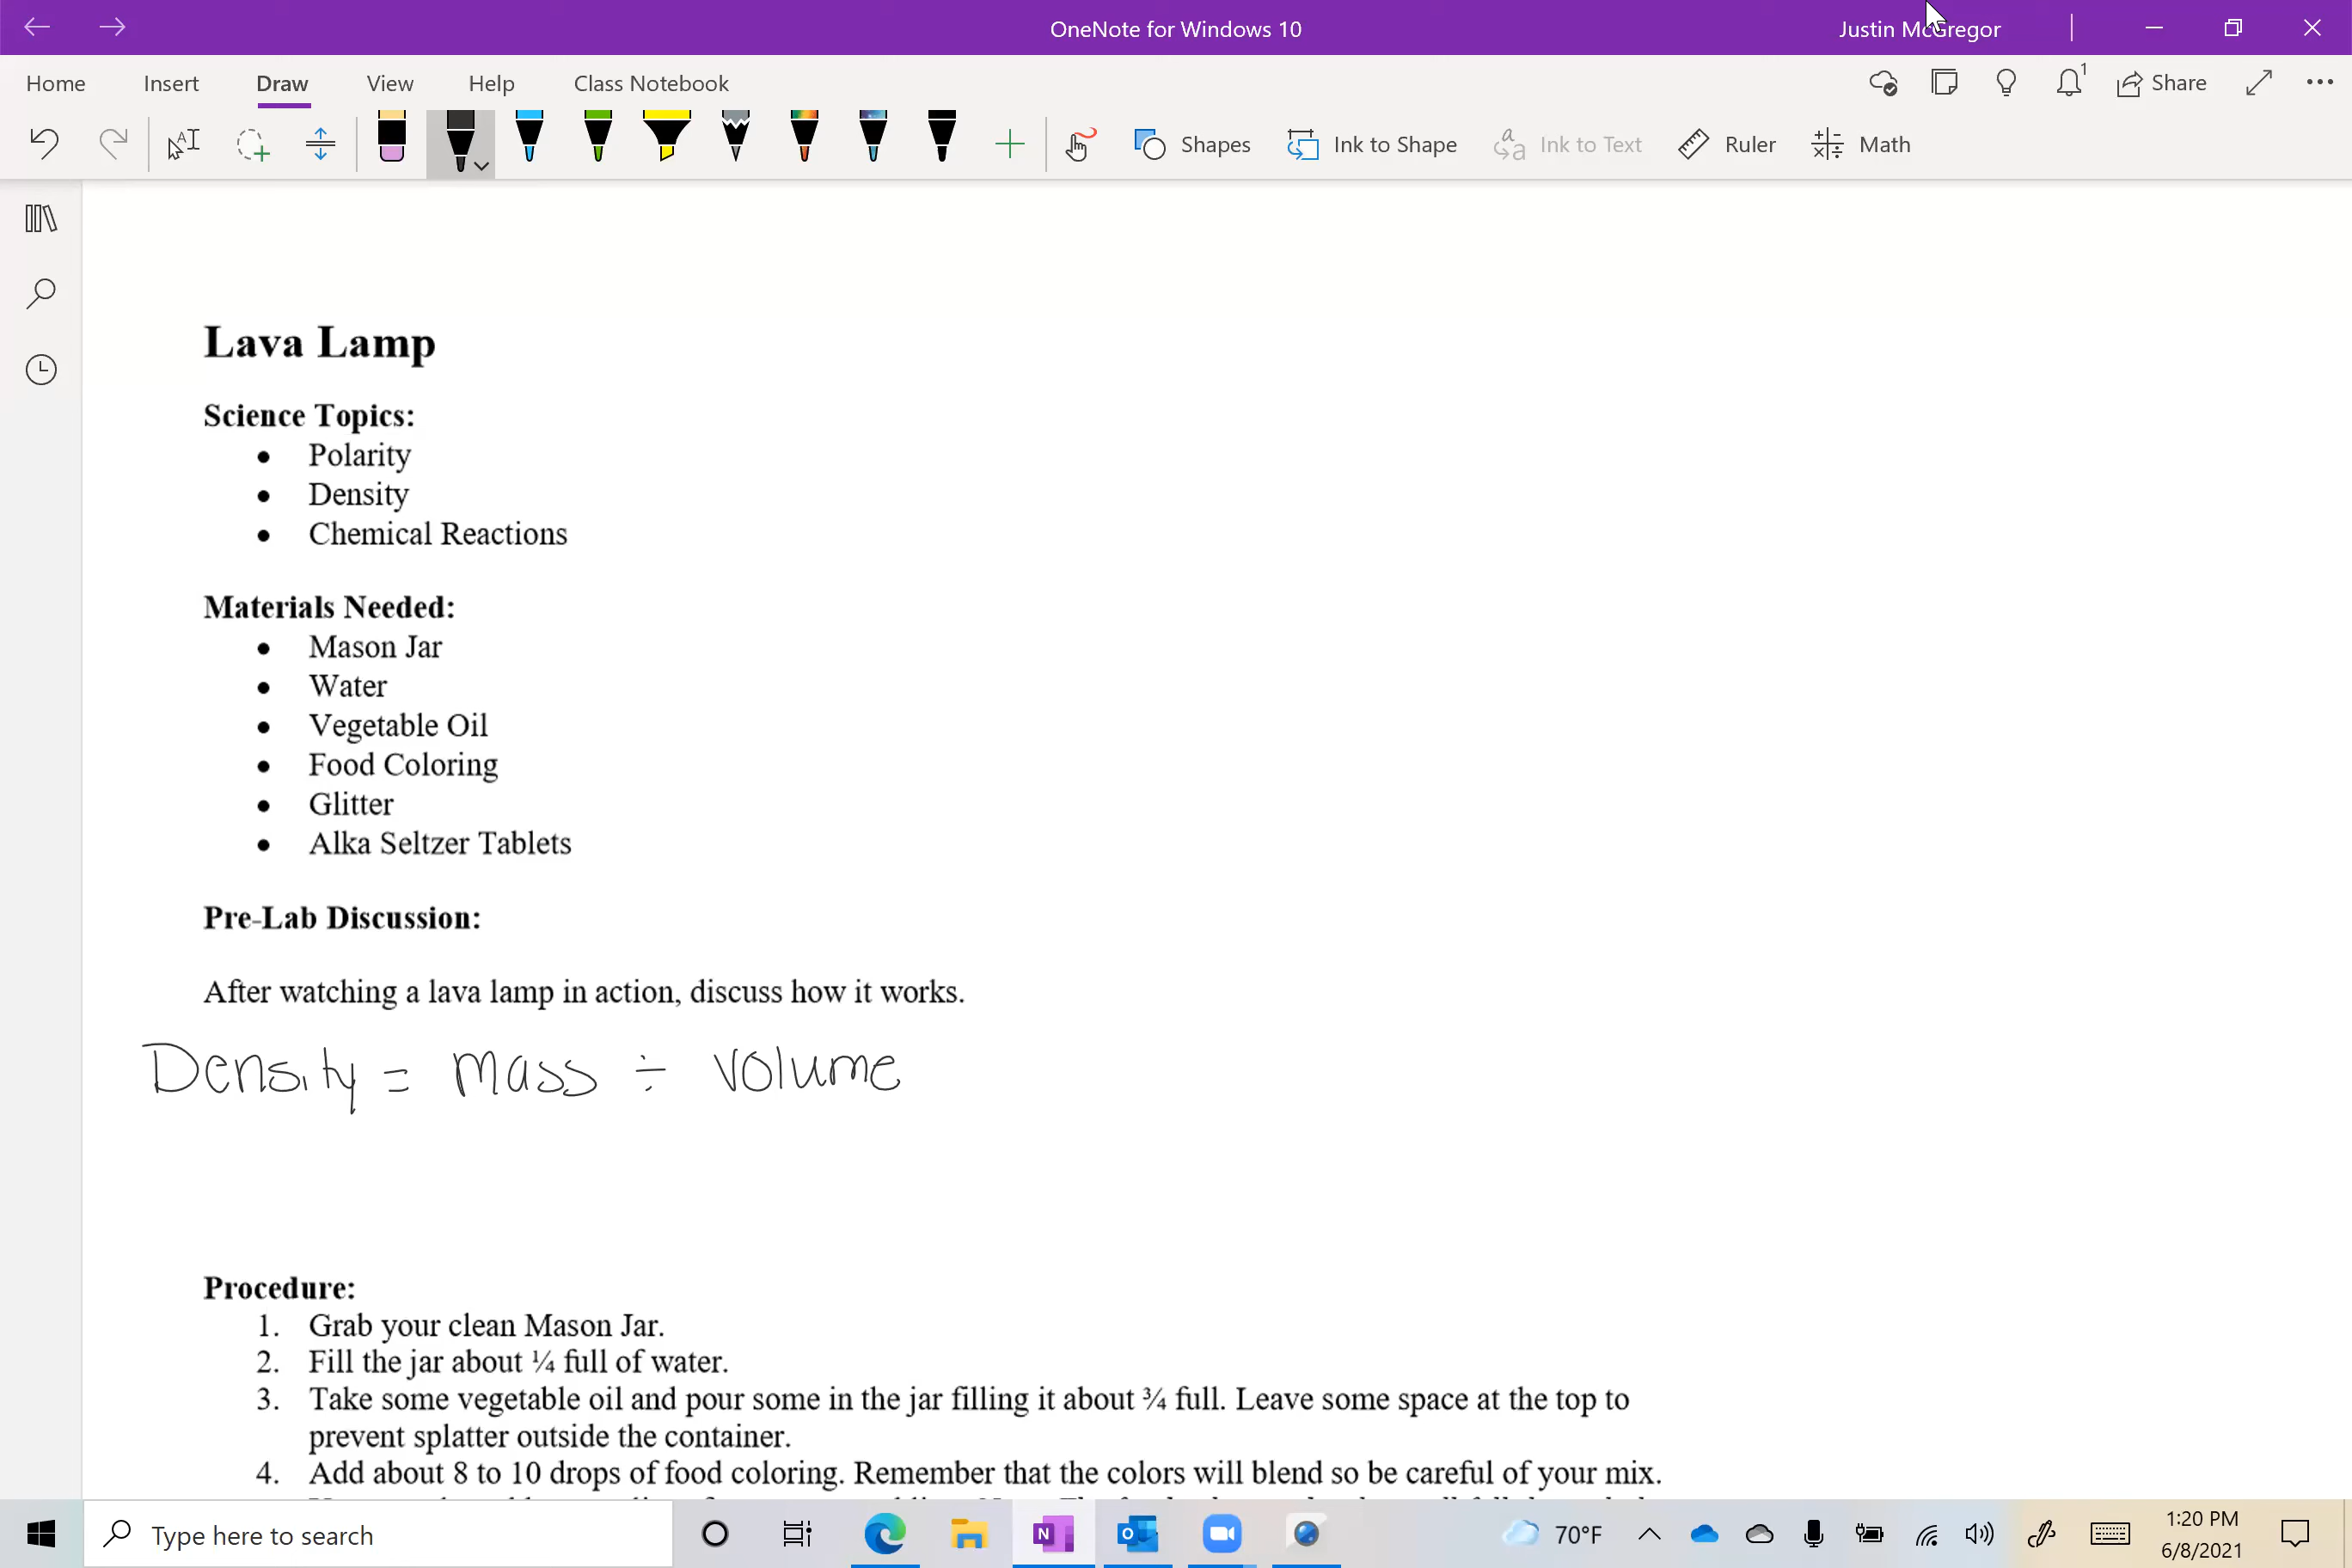 OneNote for Windows 10
Justin McGregor
Home Insert Draw View Help Class Notebook
1
Share
Shapes Ink to Shape Ink to Text Ruler Math
Lava Lamp
Science Topics:
• Polarity
• Density
• Chemical Reactions
Materials Needed:
• Mason Jar
• Water
• Vegetable Oil
• Food Coloring
• Glitter
• Alka Seltzer Tablets
Pre-Lab Discussion:
After watching a lava lamp in action, discuss how it works.
Density = mass ÷ volume
Procedure:
1. Grab your clean Mason Jar.
2. Fill the jar about ¼ full of water.
3. Take some vegetable oil and pour some in the jar filling it about ¾ full. Leave some space at the top to
prevent splatter outside the container.
4. Add about 8 to 10 drops of food coloring. Remember that the colors will blend so be careful of your mix.
Type here to search
70°F
1:20 PM
6/8/2021